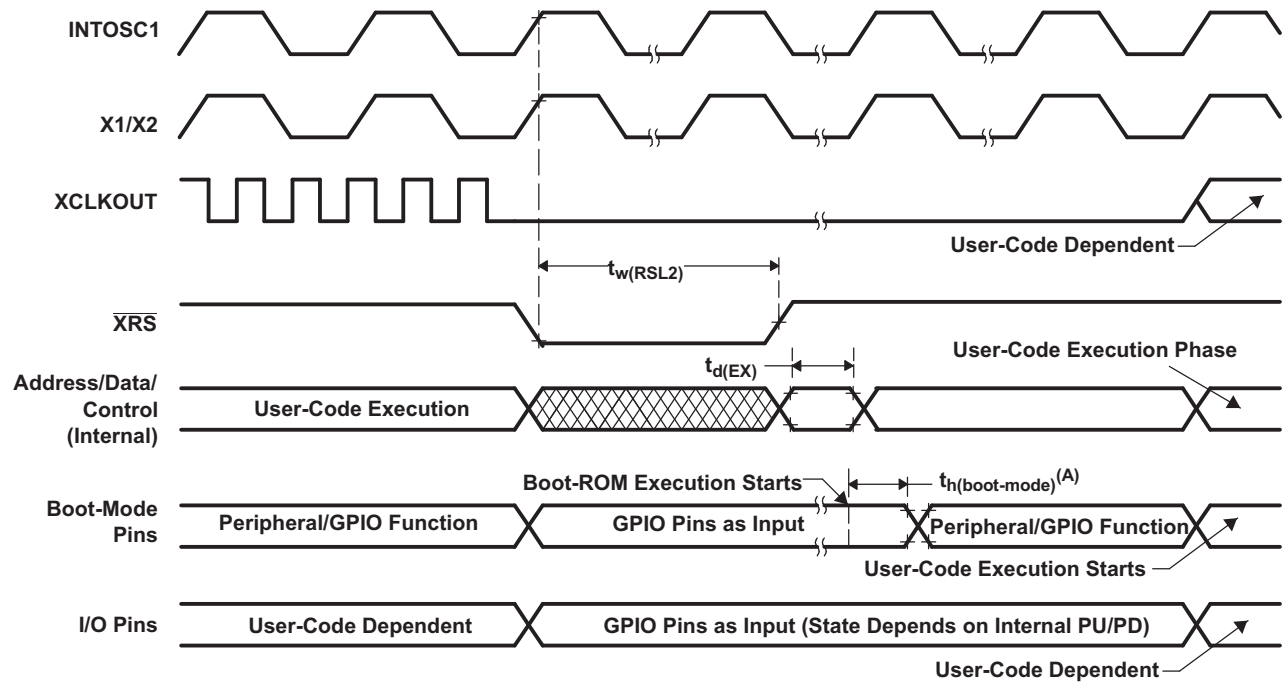 INTOSC1
X1/X2
XCLKOUT
User-Code Dependent
tw(RSL2)
XRS
User-Code Execution Phase
td(EX)
Address/Data/
Control
(Internal)
User-Code Execution
Boot-ROM Execution Starts
th(boot-mode)(A)
Boot-Mode
Pins
Peripheral/GPIO Function
GPIO Pins as Input
Peripheral/GPIO Function
User-Code Execution Starts
I/O Pins
User-Code Dependent
GPIO Pins as Input (State Depends on Internal PU/PD)
User-Code Dependent